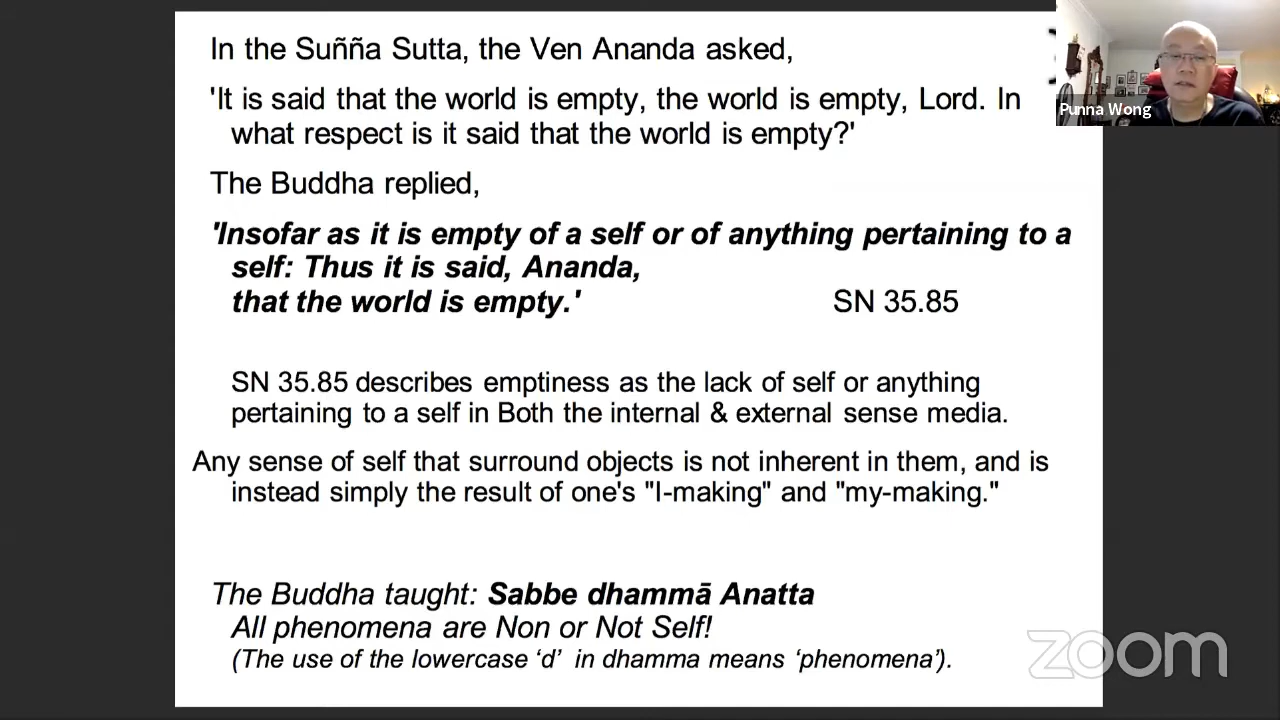 In the Suñña Sutta, the Ven Ananda asked,
'It is said that the world is empty, the world is empty, Lord. In
what respect is it said that the world is empty?'
The Buddha replied,
'Insofar as it is empty of a self or of anything pertaining to a
self: Thus it is said, Ananda,
that the world is empty.' SN 35.85
SN 35.85 describes emptiness as the lack of self or anything
pertaining to a self in Both the internal & external sense media.
Any sense of self that surround objects is not inherent in them, and is
instead simply the result of one's "I-making" and "my-making."
The Buddha taught: Sabbe dhammā Anatta
All phenomena are Non or Not Self!
(The use of the lowercase ‘d’ in dhamma means ‘phenomena’).
Punna Wong
zoom